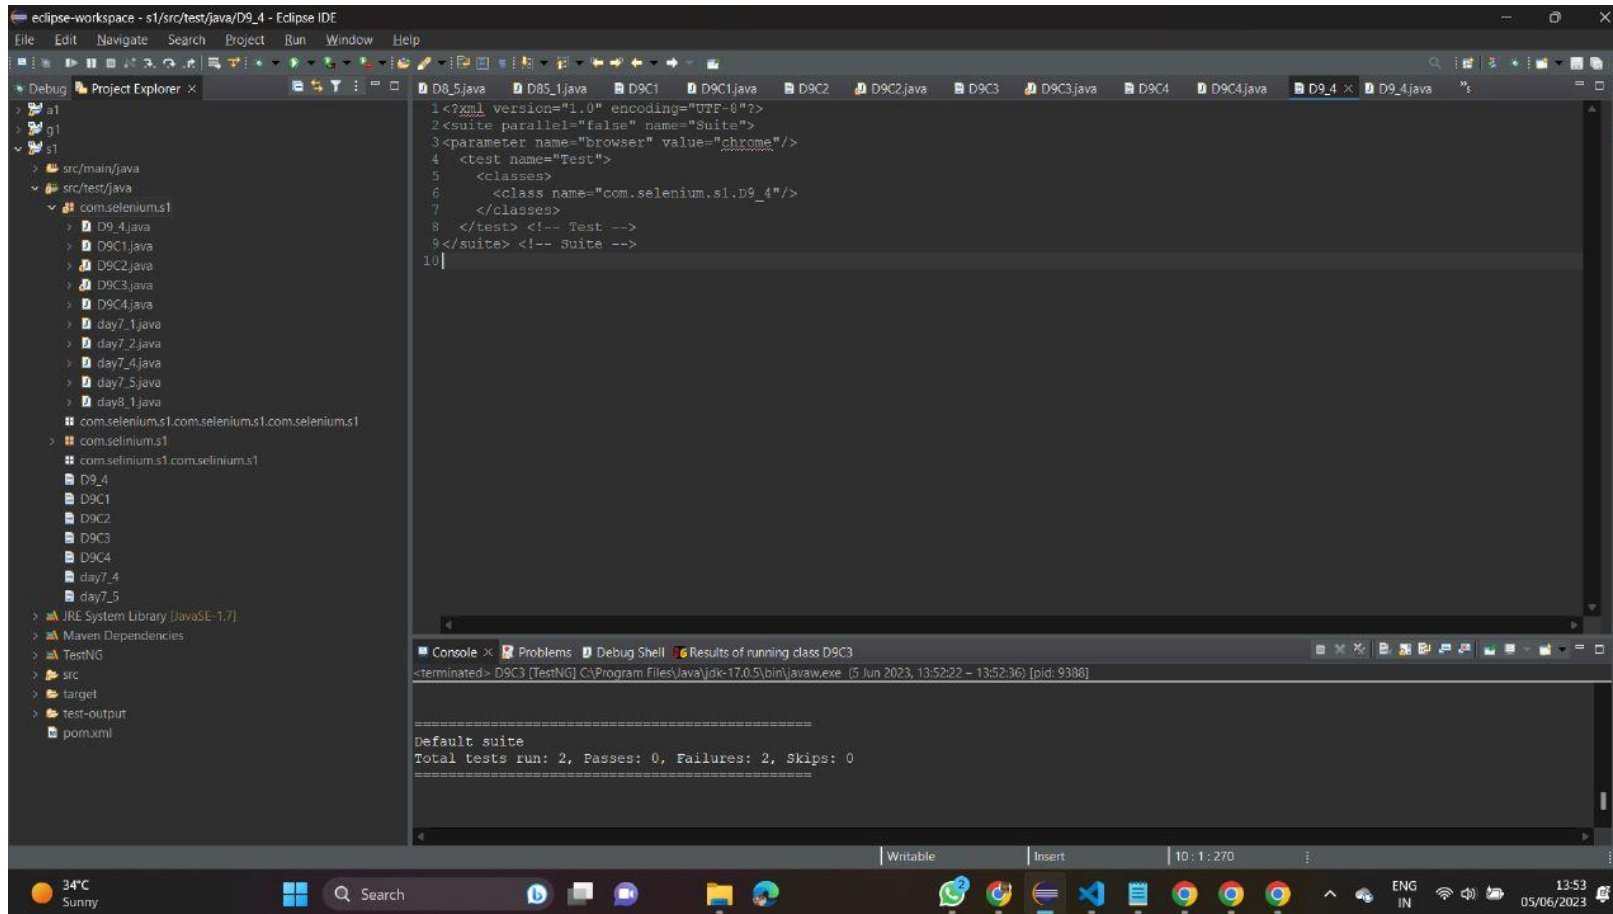 eclipse-workspace - s1/src/test/java/D9_4 - Eclipse IDE
File Edit Navigate Search Project Run Window Help
Debug Project Explorer
D8_5.java D85_1.java D9C1 D9C1.java D9C2 D9C2.java D9C3 D9C3.java D9C4 D9C4.java D9_4 D9_4.java
a1
g1
s1
src/main/java
src/test/java
com.selenium.s1
D9_4.java
D9C1.java
D9C2.java
D9C3.java
D9C4.java
day7_1.java
day7_2.java
day7_4.java
day7_5.java
day8_1.java
com.selenium.s1.com.selenium.s1.com.selenium.s1
com.selinium.s1
com.selinium.s1.com.selinium.s1
D9_4
D9C1
D9C2
D9C3
D9C4
day7_4
day7_5
JRE System Library [JavaSE-1.7]
Maven Dependencies
TestNG
src
target
test-output
pom.xml
1 <?xml version="1.0" encoding="UTF-8"?>
2 <suite parallel="false" name="Suite">
3 <parameter name="browser" value="chrome"/>
4 <test name="Test">
5 <classes>
6 <class name="com.selenium.s1.D9_4"/>
7 </classes>
8 </test> <!-- Test -->
9 </suite> <!-- Suite -->
10
Console Problems Debug Shell Results of running class D9C3
<terminated> D9C3 [TestNG] C:\Program Files\Java\jdk-17.0.5\bin\javaw.exe (5 Jun 2023, 13:52:22 – 13:52:36) [pid: 9388]
===============================================
Default suite
Total tests run: 2, Passes: 0, Failures: 2, Skips: 0
===============================================
Writable Insert 10 : 1 : 270
34°C
Sunny
Search
2
ENG
IN
13:53
05/06/2023